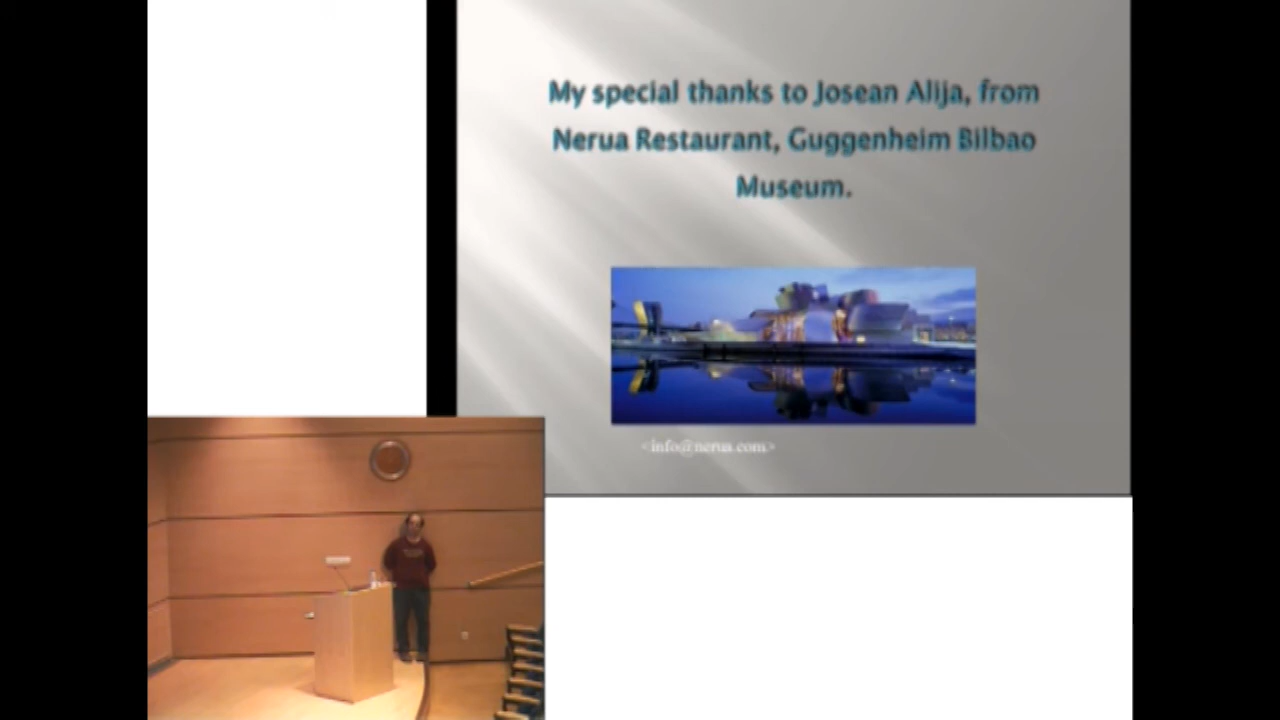 My special thanks to Josean Alija, from
Nerua Restaurant, Guggenheim Bilbao
Museum.
<info@nerua.com>